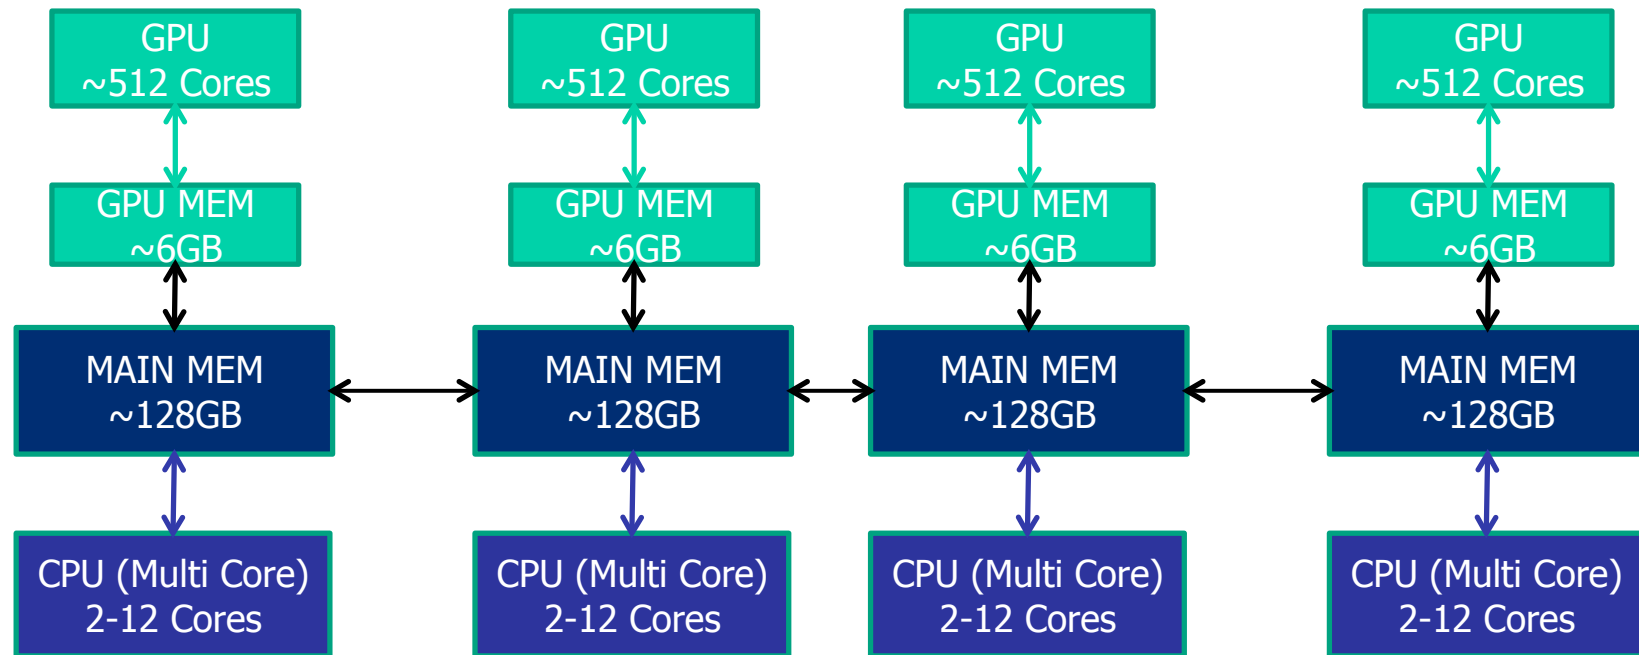 GPU
~512 Cores
GPU
~512 Cores
GPU
~512 Cores
GPU
~512 Cores
GPU MEM
~6GB
GPU MEM
~6GB
GPU MEM
~6GB
GPU MEM
~6GB
MAIN MEM
~128GB
MAIN MEM
~128GB
MAIN MEM
~128GB
MAIN MEM
~128GB
CPU (Multi Core)
2-12 Cores
CPU (Multi Core)
2-12 Cores
CPU (Multi Core)
2-12 Cores
CPU (Multi Core)
2-12 Cores